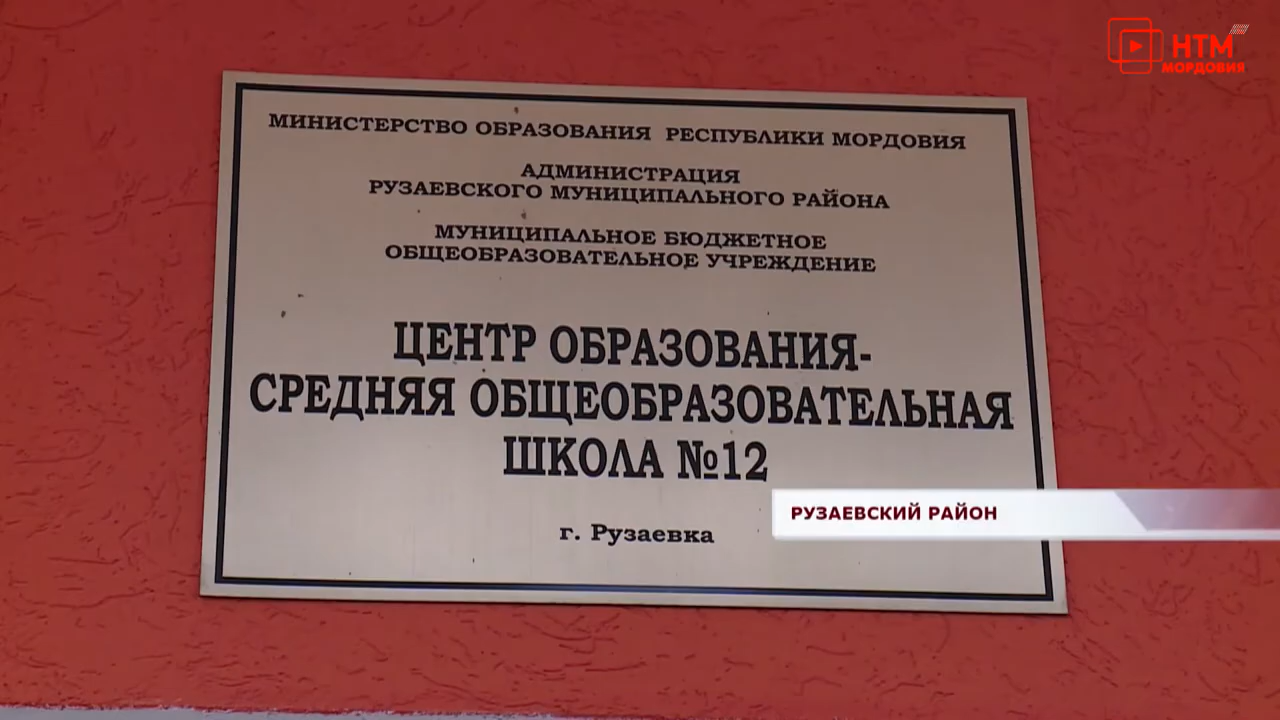 НТМ
МОРДОВИЯ
МИНИСТЕРСТВО ОБРАЗОВАНИЯ РЕСПУБЛИКИ МОРДОВИЯ
АДМИНИСТРАЦИЯ
РУЗАЕВСКОГО МУНИЦИПАЛЬНОГО РАЙОНА
МУНИЦИПАЛЬНОЕ БЮДЖЕТНОЕ
ОБЩЕОБРАЗОВАТЕЛЬНОЕ УЧРЕЖДЕНИЕ
ЦЕНТР ОБРАЗОВАНИЯ-
СРЕДНЯЯ ОБЩЕОБРАЗОВАТЕЛЬНАЯ
ШКОЛА №12
РУЗАЕВСКИЙ РАЙОН
г. Рузаевка